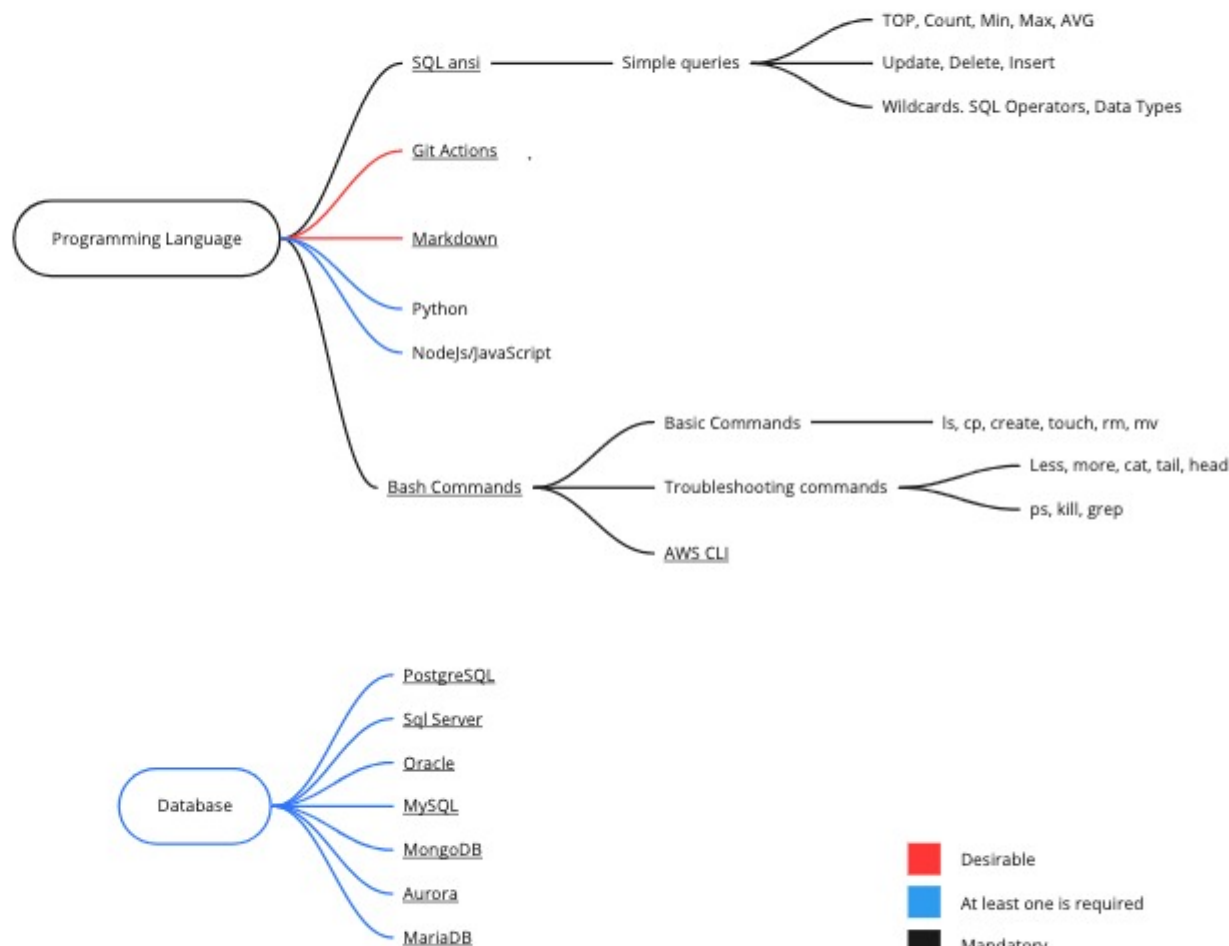 TOP, Count, Min, Max, AVG
SQL ansi
Simple queries
Update, Delete, Insert
Wildcards. SQL Operators, Data Types
Git Actions
Programming Language
Markdown
Python
NodeJs/JavaScript
Basic Commands
ls, cp, create, touch, rm, mv
Less, more, cat, tail, head
Bash Commands
Troubleshooting commands
ps, kill, grep
AWS CLI
PostgreSQL
Sql Server
Oracle
Database
MySQL
MongoDB
Aurora
MariaDB
Desirable
At least one is required
Mandatory